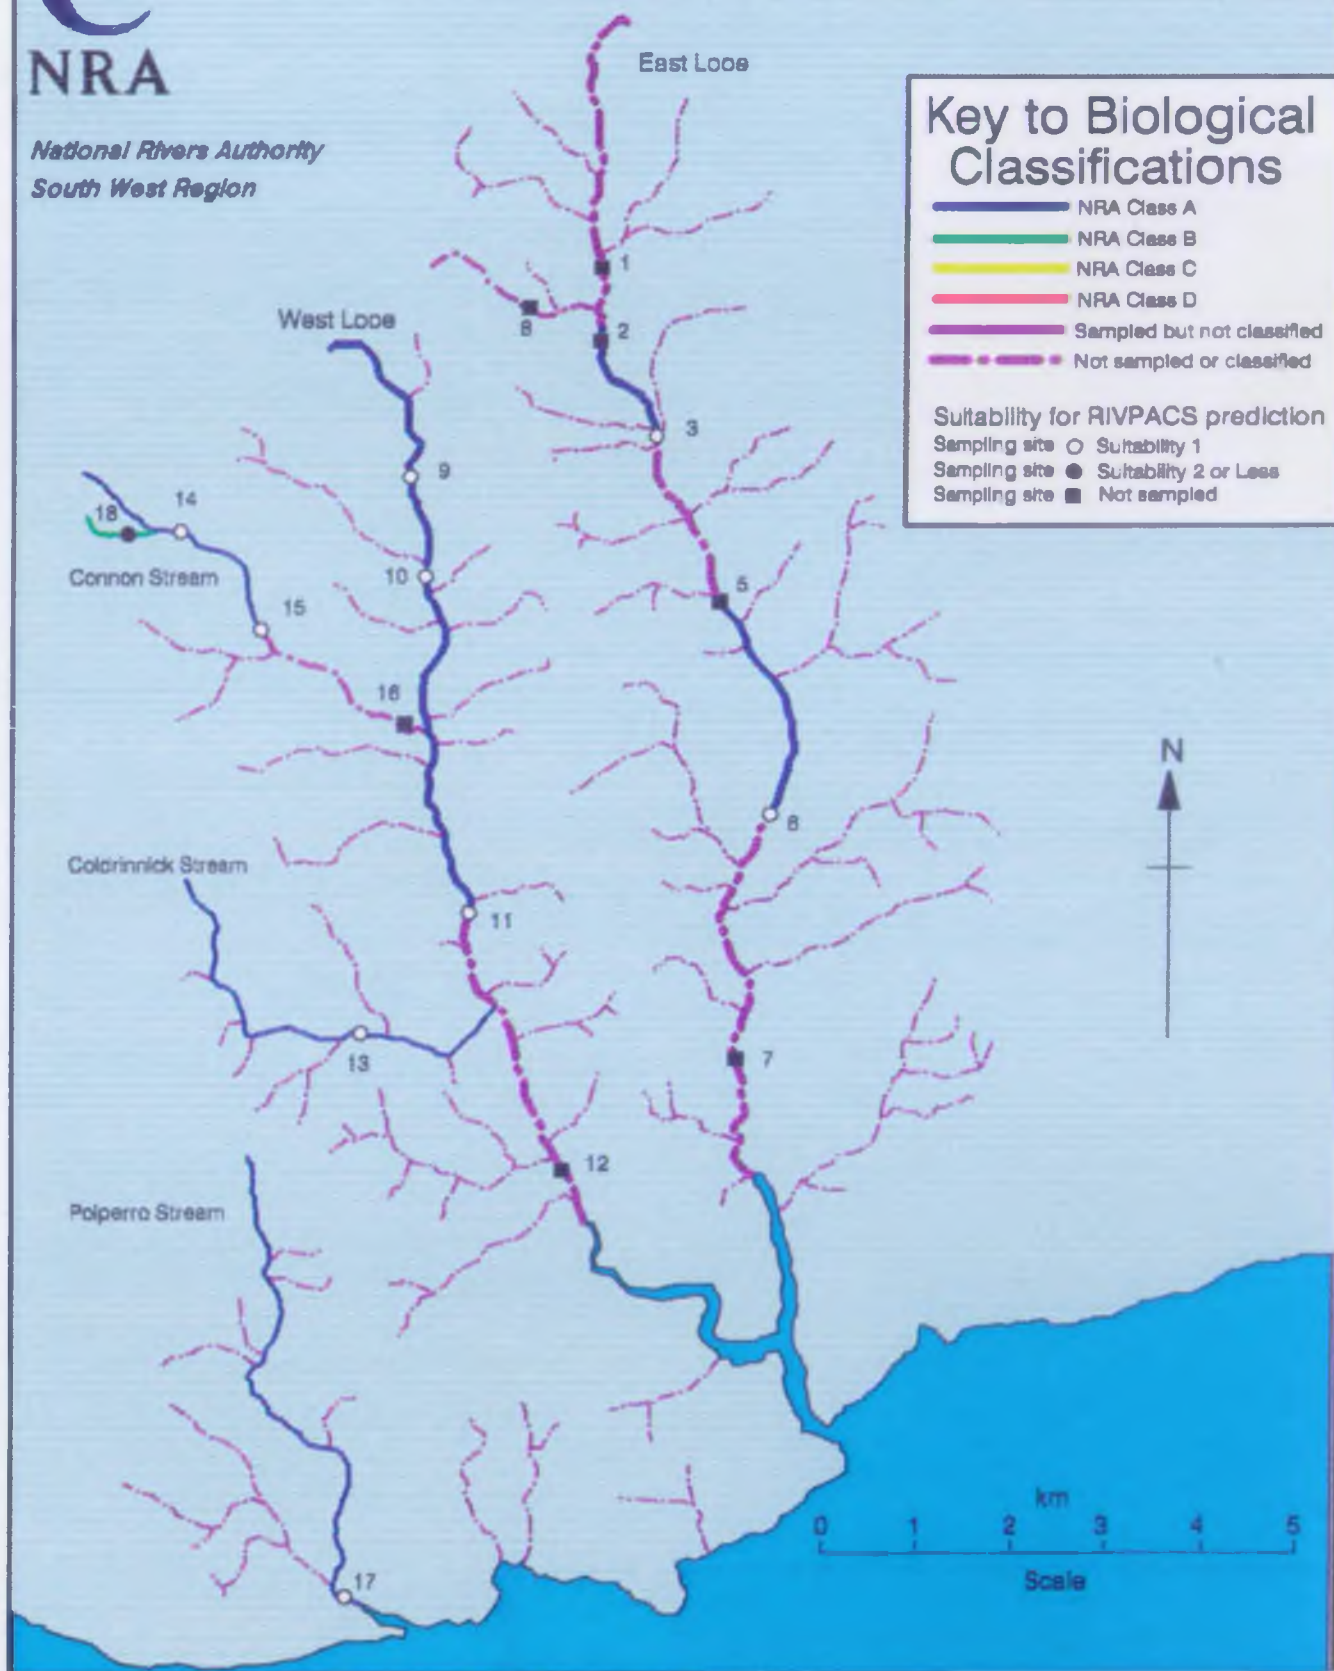 NRA
National Rivers Authority
South West Region
East Looe
Key to Biological
Classifications
NRA Class A
NRA Class B
NRA Class C
NRA Class D
Sampled but not classified
Not sampled or classified
Suitability for RIVPACS prediction
Sampling site Suitability 1
Sampling site Suitability 2 or Less
Sampling site Not sampled
1
8
2
West Looe
3
9
14
18
10
Connon Stream
5
15
16
N
6
Coldrinnick Stream
11
13
7
12
Polperro Stream
km
0 1 2 3 4 5
Scale
17